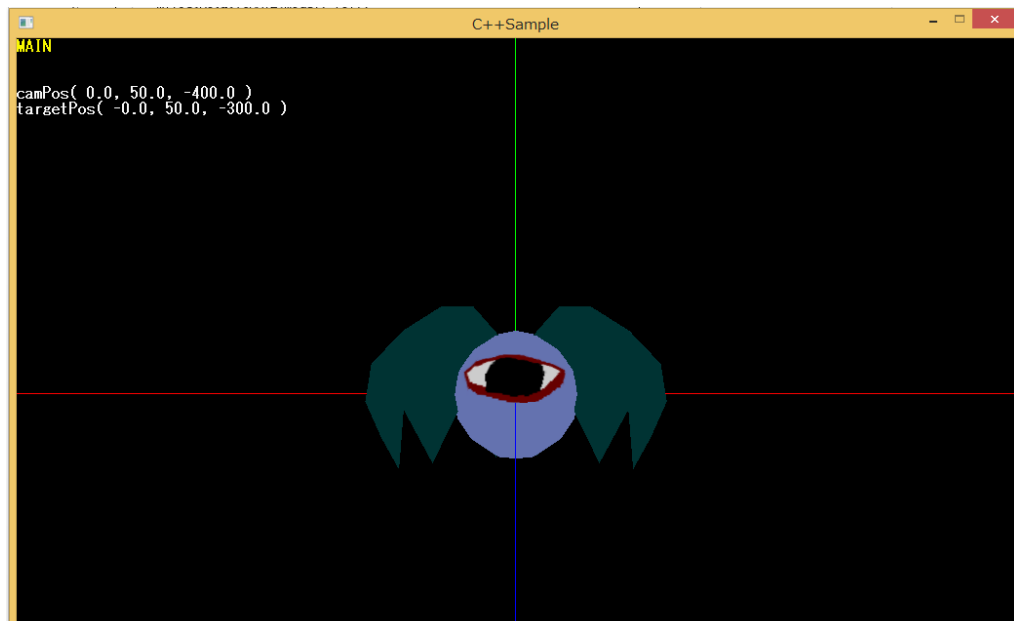 C++Sample
MAIN
camPos( 0.0, 50.0, -400.0 )
targetPos( -0.0, 50.0, -300.0 )